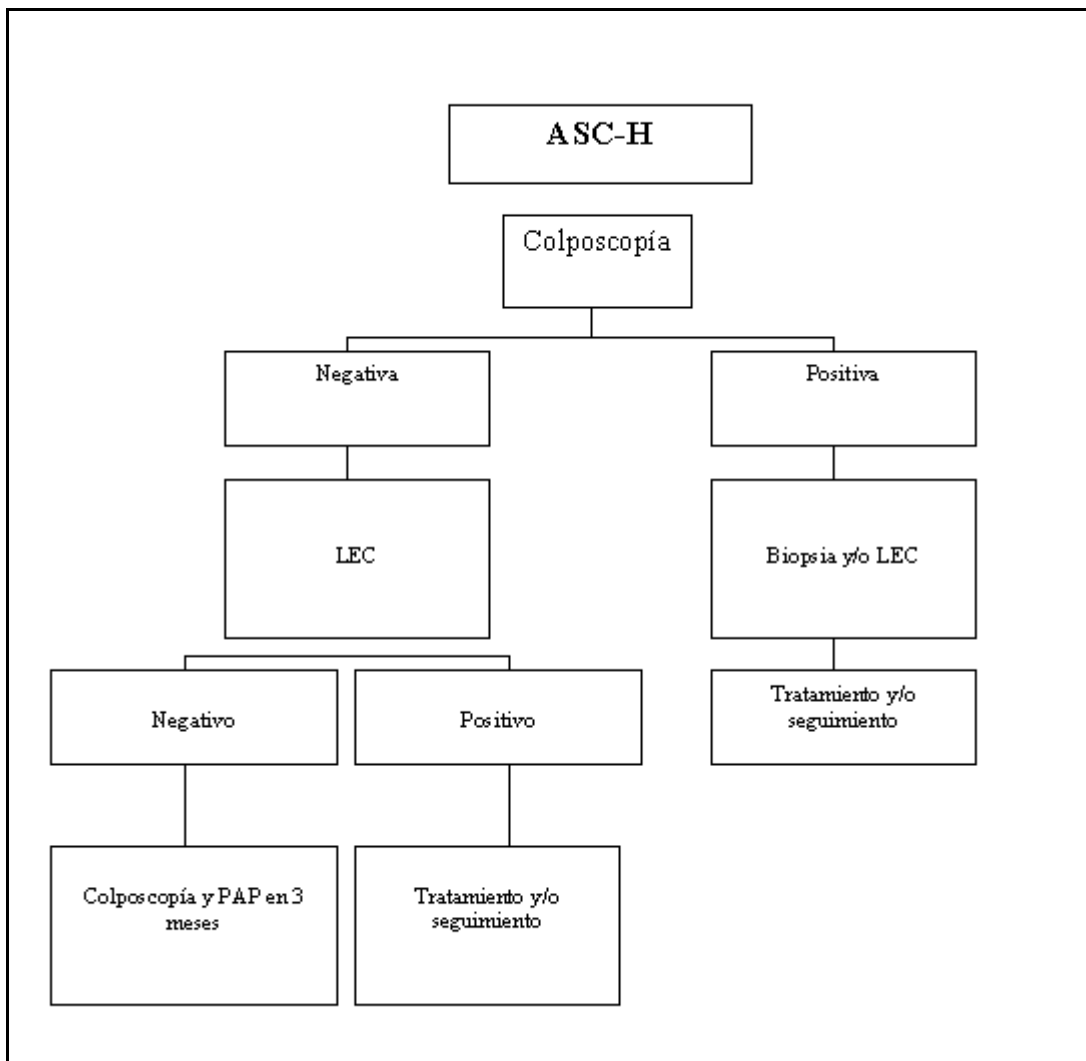 ASC-H
Colposcopía
Negativa
Positiva
LEC
Biopsia y/o LEC
Negativo
Positivo
Tratamiento y/o
seguimiento
Colposcopía y PAP en 3
meses
Tratamiento y/o
seguimiento